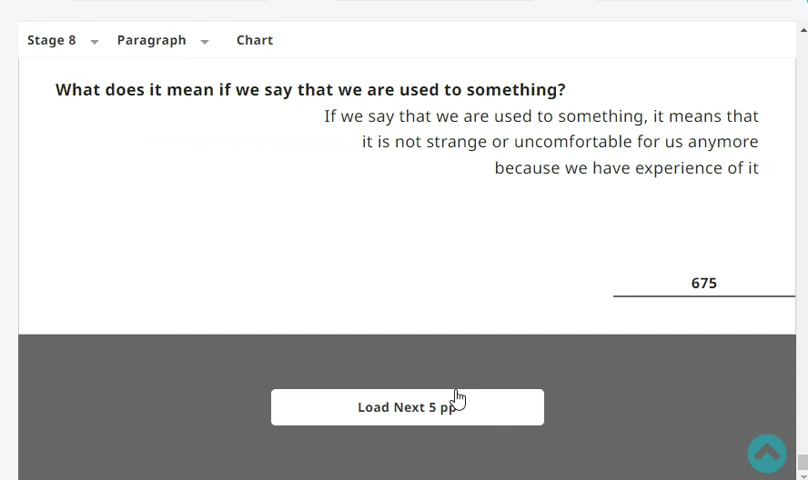 Stage 8 Paragraph Chart
What does it mean if we say that we are used to something?
If we say that we are used to something, it means that
it is not strange or uncomfortable for us anymore
because we have experience of it
675
Load Next 5 pp